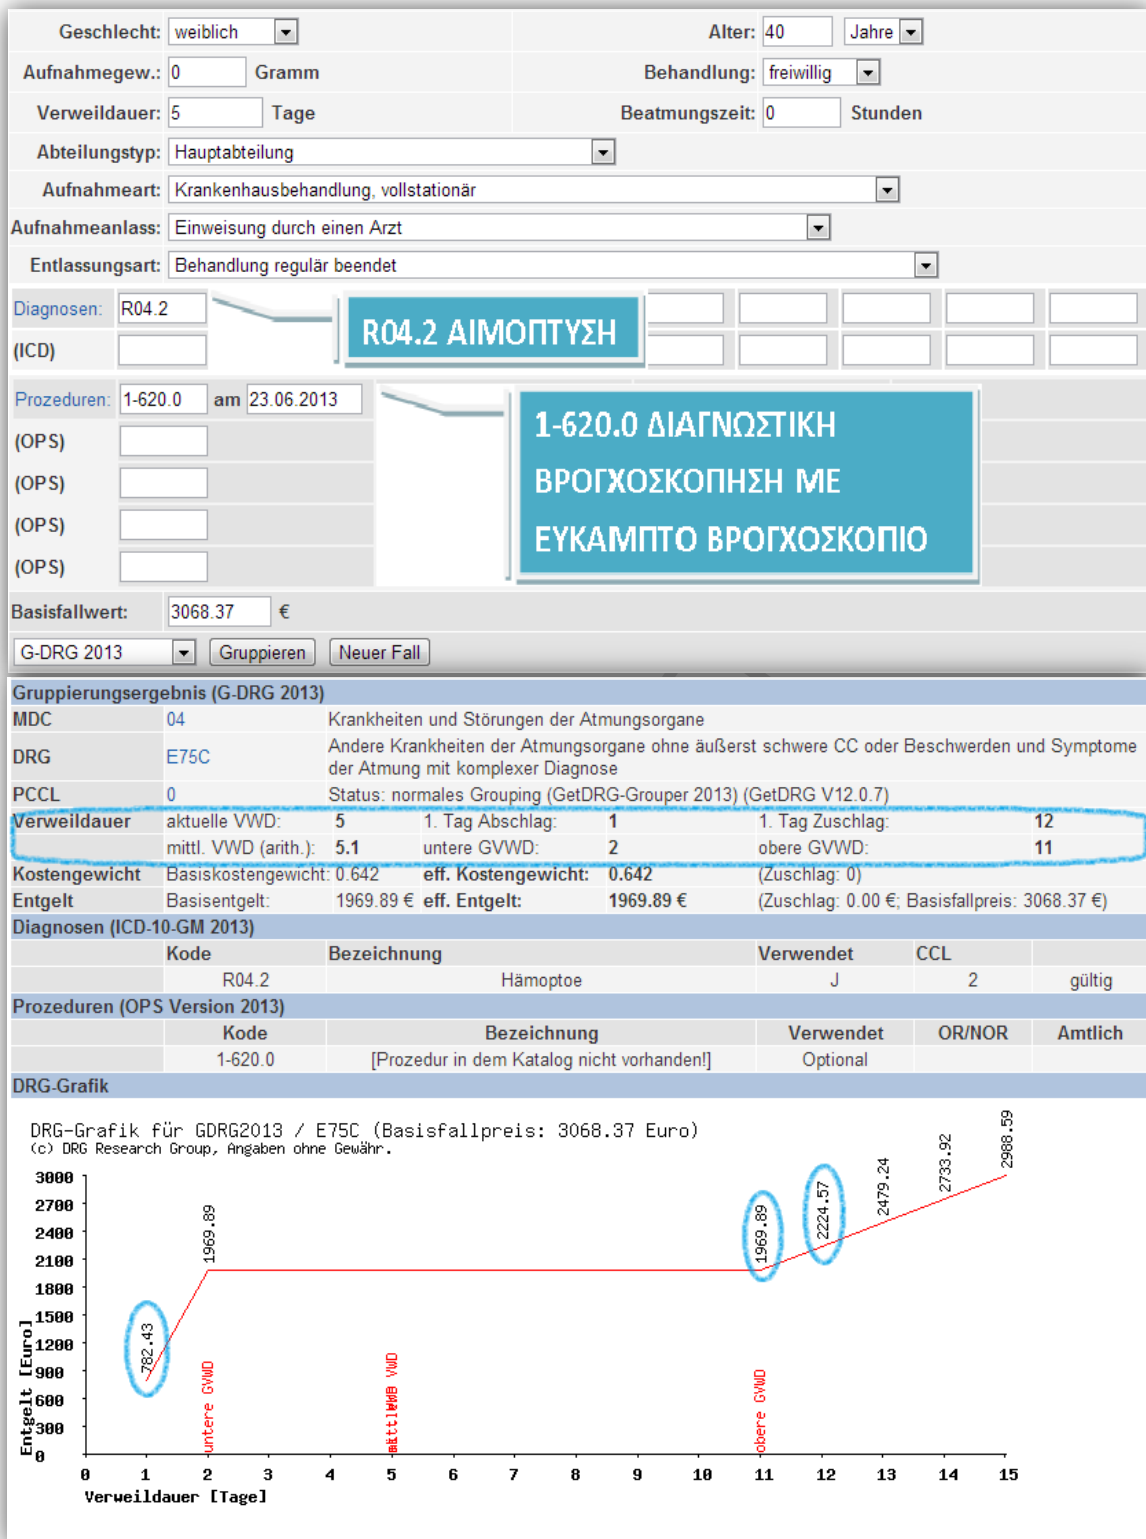 Geschlecht: weiblich Alter: 40 Jahre
Aufnahmegew.: 0 Gramm Behandlung: freiwillig
Verweildauer: 5 Tage Beatmungszeit: 0 Stunden
Abteilungstyp: Hauptabteilung
Aufnahmeart: Krankenhausbehandlung, vollstationär
Aufnahmeanlass: Einweisung durch einen Arzt
Entlassungsart: Behandlung regulär beendet
Diagnosen: R04.2
(ICD)
R04.2 ΑΙΜΟΠΤΥΣΗ
Prozeduren: 1-620.0 am 23.06.2013
(OPS)
(OPS)
(OPS)
(OPS)
1-620.0 ΔΙΑΓΝΩΣΤΙΚΗ
ΒΡΟΓΧΟΣΚΟΠΗΣΗ ΜΕ
ΕΥΚΑΜΠΤΟ ΒΡΟΓΧΟΣΚΟΠΙΟ
Basisfallwert: 3068.37 €
G-DRG 2013 Gruppieren Neuer Fall
Gruppierungsergebnis (G-DRG 2013)
MDC 04 Krankheiten und Störungen der Atmungsorgane
DRG E75C Andere Krankheiten der Atmungsorgane ohne äußerst schwere CC oder Beschwerden und Symptome
der Atmung mit komplexer Diagnose
PCCL 0 Status: normales Grouping (GetDRG-Grouper 2013) (GetDRG V12.0.7)
Verweildauer aktuelle VWD: 5 1. Tag Abschlag: 1 1. Tag Zuschlag: 12
mittl. VWD (arith.): 5.1 untere GVWD: 2 obere GVWD: 11
Kostengewicht Basiskostengewicht: 0.642 eff. Kostengewicht: 0.642 (Zuschlag: 0)
Entgelt Basisentgelt: 1969.89 € eff. Entgelt: 1969.89 € (Zuschlag: 0.00 €; Basisfallpreis: 3068.37 €)
Diagnosen (ICD-10-GM 2013)
Kode Bezeichnung Verwendet CCL
R04.2 Hämoptoe J 2 gültig
Prozeduren (OPS Version 2013)
Kode Bezeichnung Verwendet OR/NOR Amtlich
1-620.0 [Prozedur in dem Katalog nicht vorhanden!] Optional
DRG-Grafik
DRG-Grafik für GDRG2013 / E75C (Basisfallpreis: 3068.37 Euro)
(c) DRG Research Group, Angaben ohne Gewähr.
Entgelt [Euro]
3000
2700
2400
2100
1800
1500
1200
900
600
300
0
782.43
1969.89
1969.89
2224.57
2479.24
2733.92
2988.59
untere GVWD
VWD
obere GVWD
0 1 2 3 4 5 6 7 8 9 10 11 12 13 14 15
Verweildauer [Tage]